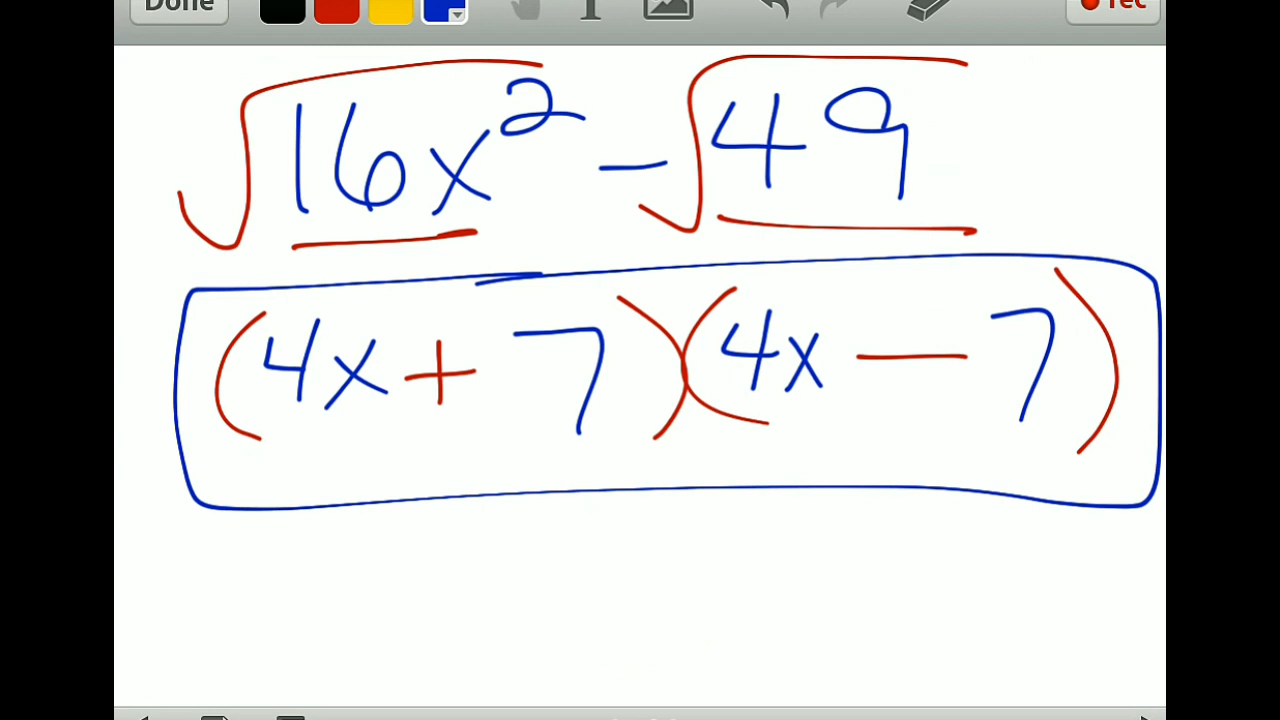 Done T rec
√16x² - √49
(4x + 7)(4x - 7)